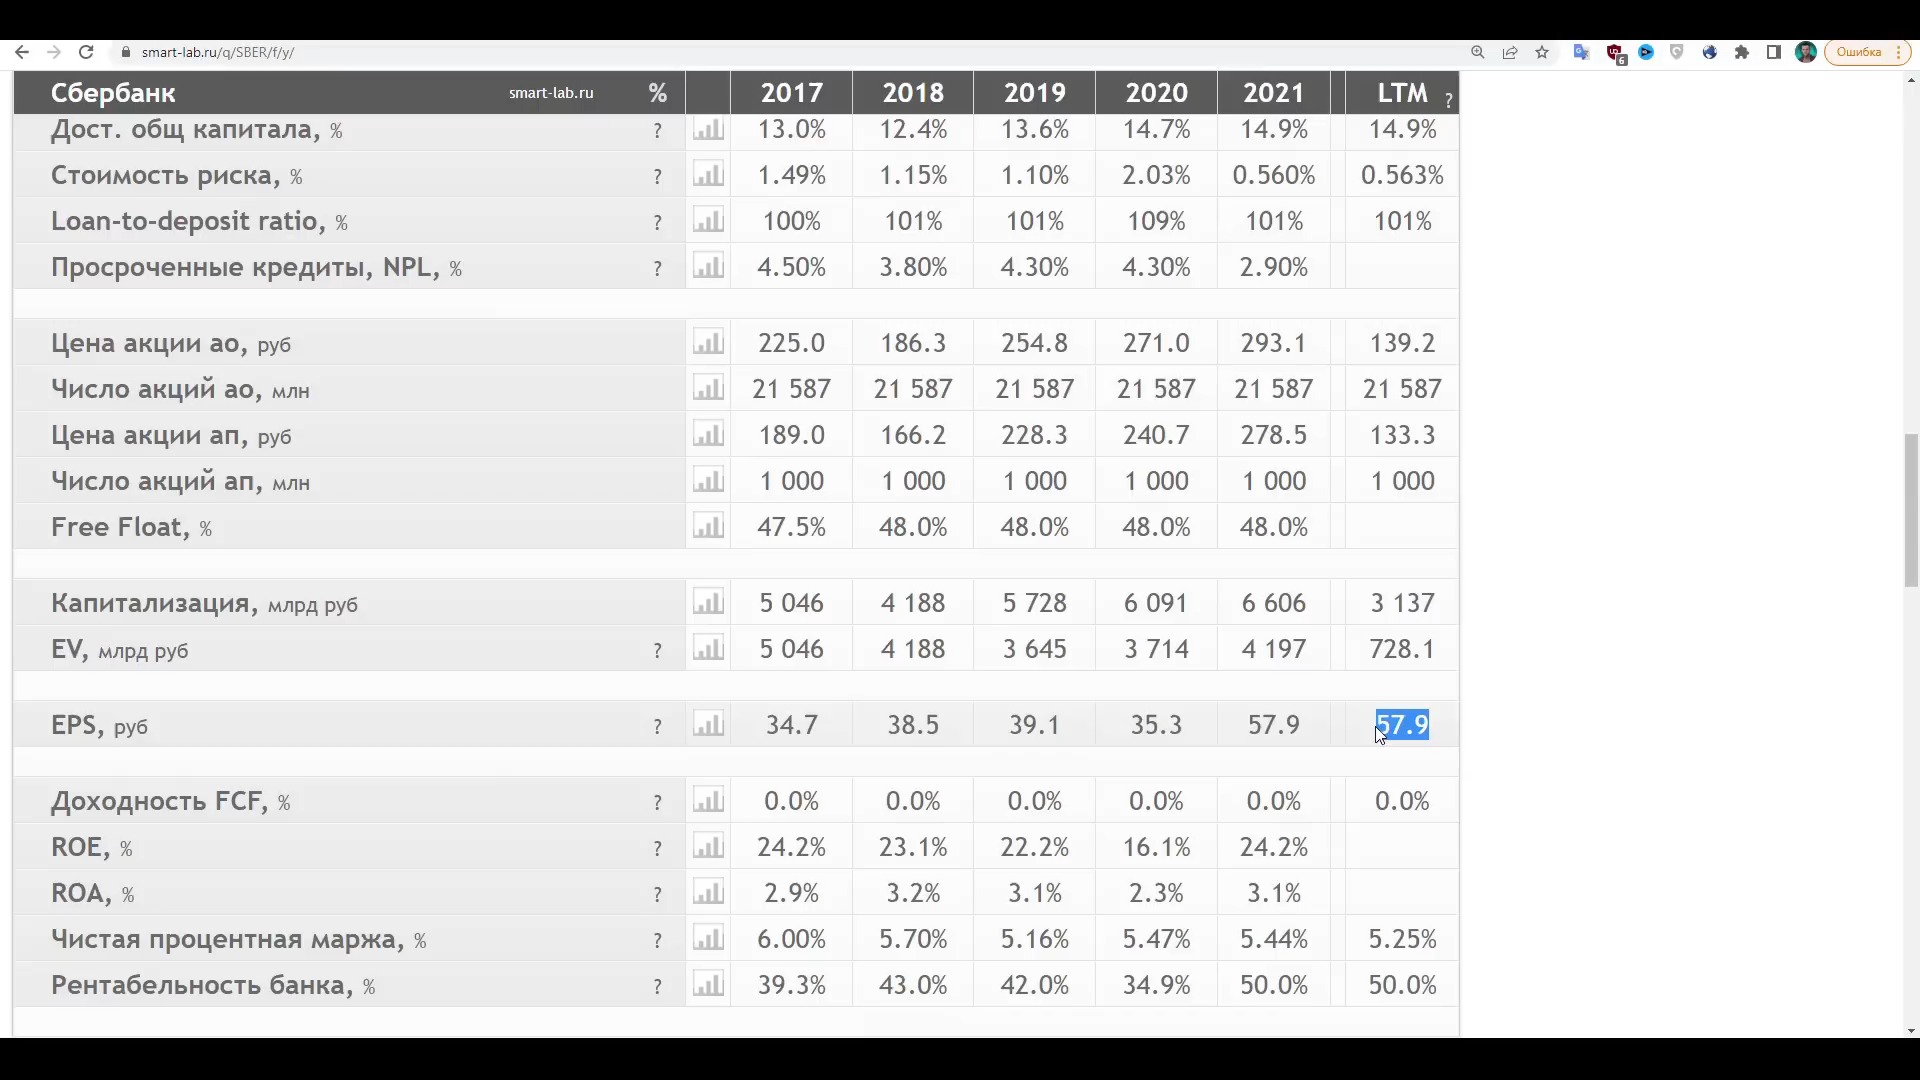 smart-lab.ru/q/SBER/f/y/
6
Ошибка
Сбербанк smart-lab.ru % 2017 2018 2019 2020 2021 LTM ?
Дост. общ капитала, % ? 13.0% 12.4% 13.6% 14.7% 14.9% 14.9%
Стоимость риска, % ? 1.49% 1.15% 1.10% 2.03% 0.560% 0.563%
Loan-to-deposit ratio, % ? 100% 101% 101% 109% 101% 101%
Просроченные кредиты, NPL, % ? 4.50% 3.80% 4.30% 4.30% 2.90%
Цена акции ао, руб 225.0 186.3 254.8 271.0 293.1 139.2
Число акций ао, млн 21 587 21 587 21 587 21 587 21 587 21 587
Цена акции ап, руб 189.0 166.2 228.3 240.7 278.5 133.3
Число акций ап, млн 1 000 1 000 1 000 1 000 1 000 1 000
Free Float, % 47.5% 48.0% 48.0% 48.0% 48.0%
Капитализация, млрд руб 5 046 4 188 5 728 6 091 6 606 3 137
EV, млрд руб ? 5 046 4 188 3 645 3 714 4 197 728.1
EPS, руб ? 34.7 38.5 39.1 35.3 57.9 57.9
Доходность FCF, % ? 0.0% 0.0% 0.0% 0.0% 0.0% 0.0%
ROE, % ? 24.2% 23.1% 22.2% 16.1% 24.2%
ROA, % ? 2.9% 3.2% 3.1% 2.3% 3.1%
Чистая процентная маржа, % ? 6.00% 5.70% 5.16% 5.47% 5.44% 5.25%
Рентабельность банка, % ? 39.3% 43.0% 42.0% 34.9% 50.0% 50.0%